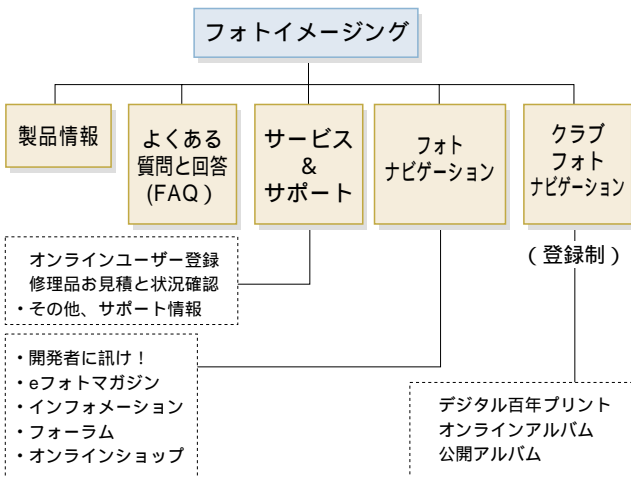 フォトイメージング
製品情報
よくある
質問と回答
(FAQ)
サービス
&
サポート
フォト
ナビゲーション
クラブ
フォト
ナビゲーション
(登録制)
オンラインユーザー登録
修理品お見積と状況確認
・その他、サポート情報
・開発者に訊け!
・eフォトマガジン
・インフォメーション
・フォーラム
・オンラインショップ
デジタル百年プリント
オンラインアルバム
公開アルバム